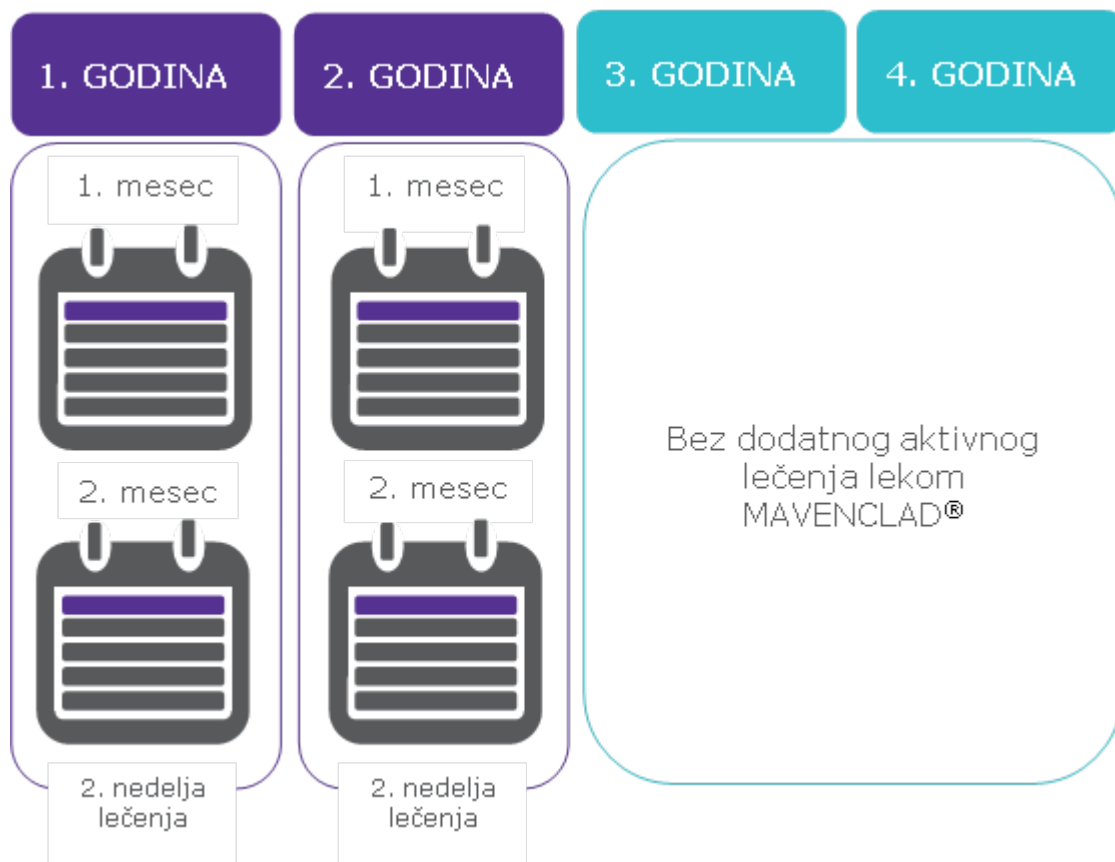 1. GODINA
2. GODINA
3. GODINA
4. GODINA
1. mesec
1. mesec
2. mesec
2. mesec
2. nedelja
lečenja
2. nedelja
lečenja
Bez dodatnog aktivnog
lečenja lekom
MAVENCLAD®